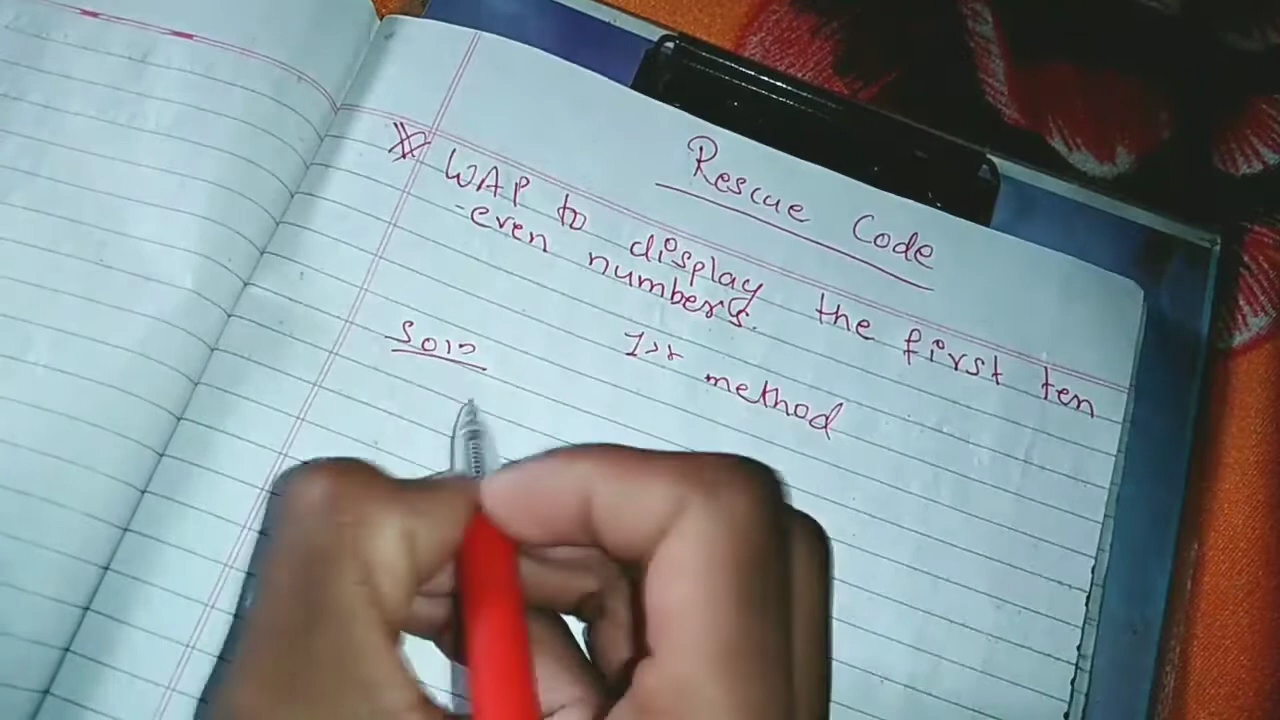 Rescue Code
WAP to display the first ten
-even numbers.
Soln
1st method